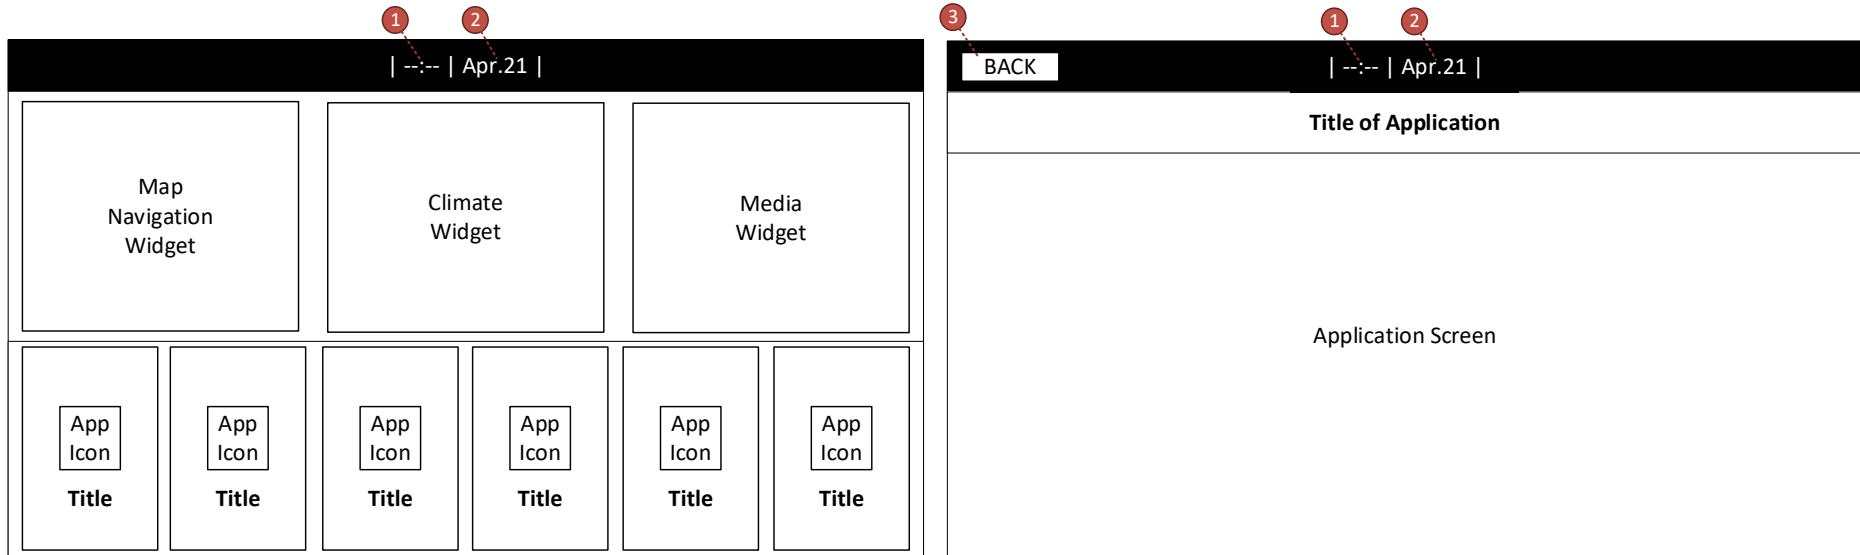 1 2
| --:-- | Apr.21 |
Map
Navigation
Widget
Climate
Widget
Media
Widget
App
Icon
Title
App
Icon
Title
App
Icon
Title
App
Icon
Title
App
Icon
Title
App
Icon
Title
3 1 2
BACK | --:-- | Apr.21 |
Title of Application
Application Screen